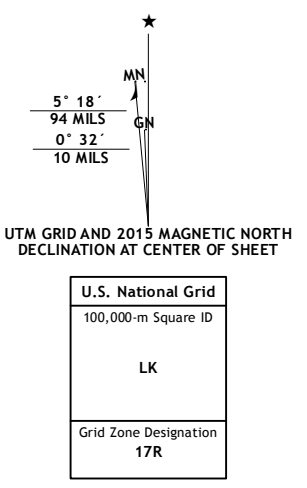 ★
MN
5° 18´
94 MILS
GN
0° 32´
10 MILS
UTM GRID AND 2015 MAGNETIC NORTH
DECLINATION AT CENTER OF SHEET
U.S. National Grid
100,000-m Square ID
LK
Grid Zone Designation
17R